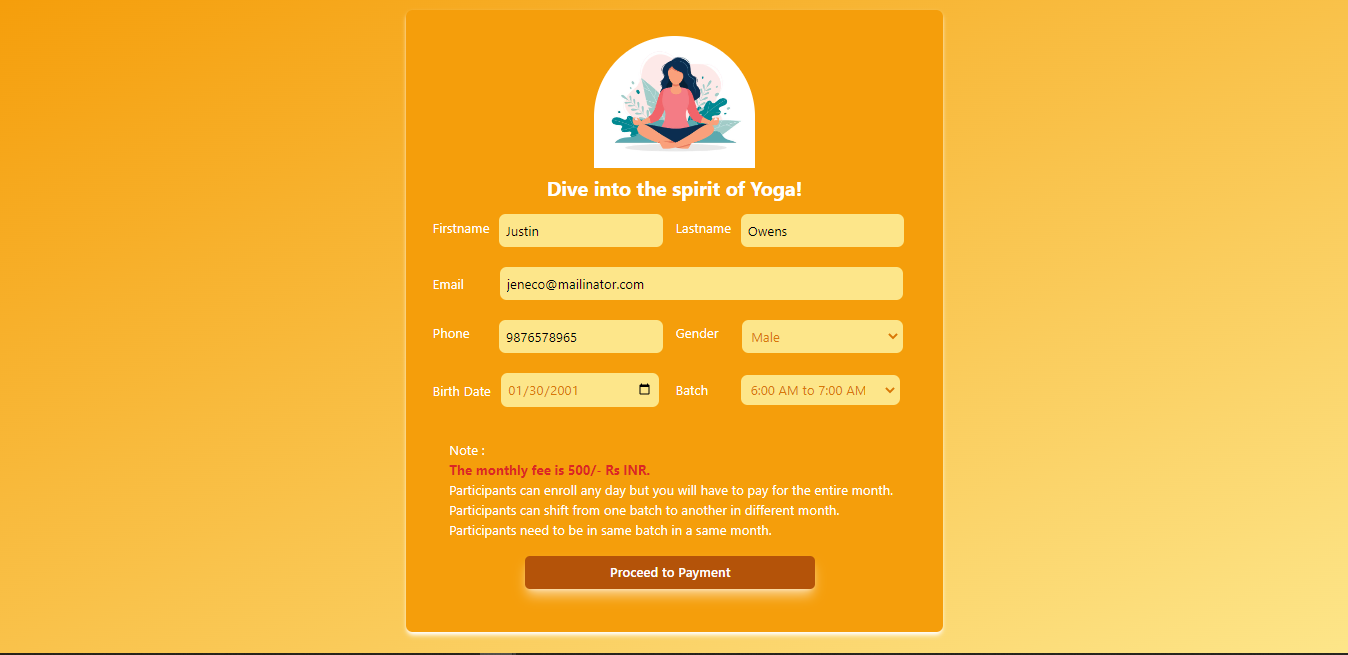 Dive into the spirit of Yoga!
Firstname Justin Lastname Owens
Email jeneco@mailinator.com
Phone 9876578965 Gender Male
Birth Date 01/30/2001 Batch 6:00 AM to 7:00 AM
Note :
The monthly fee is 500/- Rs INR.
Participants can enroll any day but you will have to pay for the entire month.
Participants can shift from one batch to another in different month.
Participants need to be in same batch in a same month.
Proceed to Payment